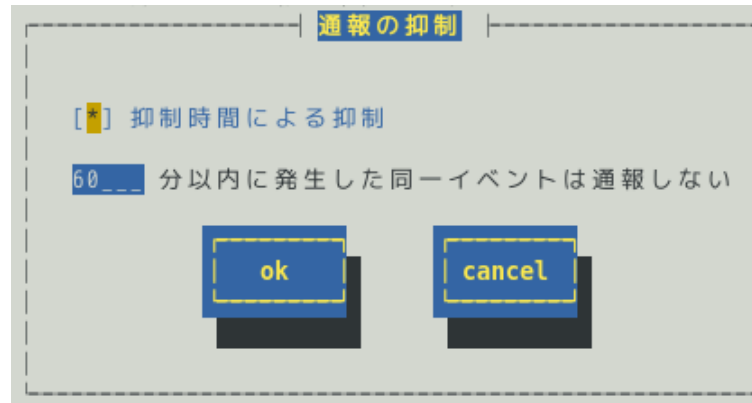 通報の抑制
[*] 抑制時間による抑制
60___ 分以内に発生した同一イベントは通報しない
ok cancel